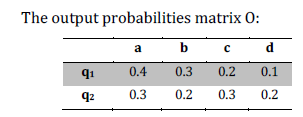 The output probabilities matrix O:
a b c d
q1 0.4 0.3 0.2 0.1
q2 0.3 0.2 0.3 0.2